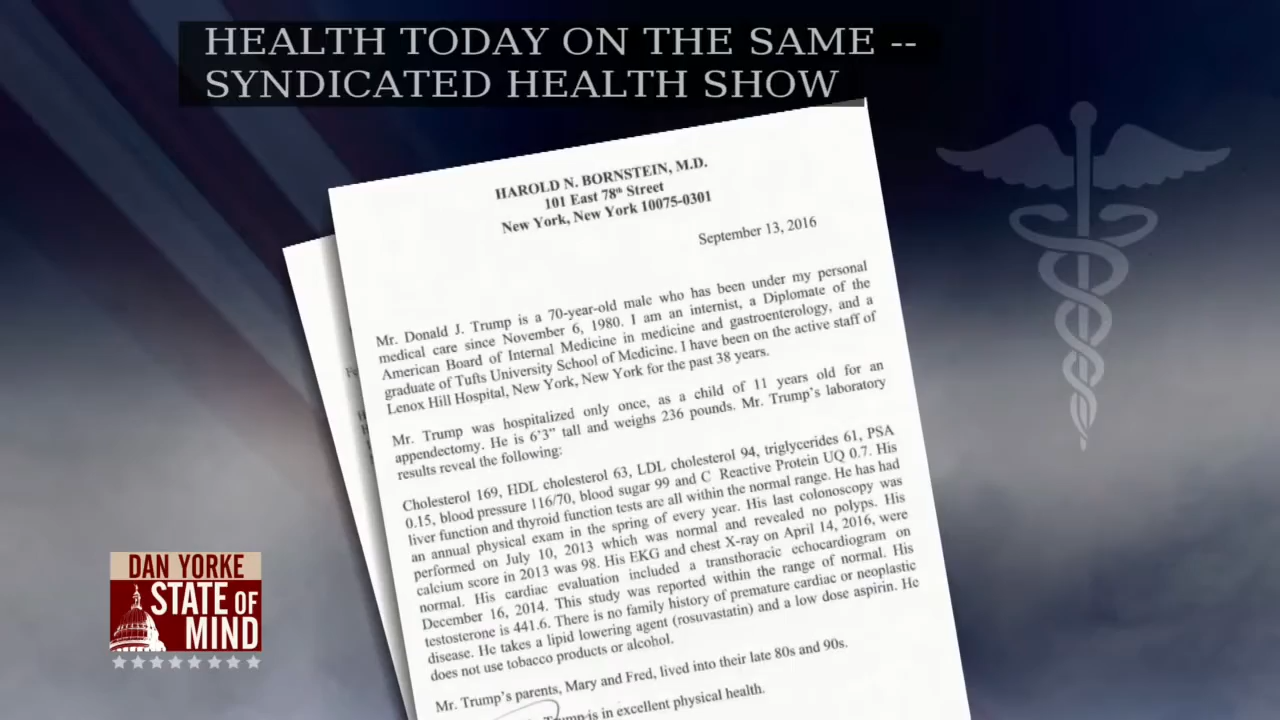 HEALTH TODAY ON THE SAME --
SYNDICATED HEALTH SHOW
HAROLD N. BORNSTEIN, M.D.
101 East 78th Street
New York, New York 10075-0301
September 13, 2016
Mr. Donald J. Trump is a 70-year-old male who has been under my personal
medical care since November 6, 1980. I am an internist, a Diplomate of the
American Board of Internal Medicine in medicine and gastroenterology, and a
graduate of Tufts University School of Medicine. I have been on the active staff of
Lenox Hill Hospital, New York, New York for the past 38 years.
Mr. Trump was hospitalized only once, as a child of 11 years old for an
appendectomy. He is 6'3" tall and weighs 236 pounds. Mr. Trump's laboratory
results reveal the following:
Cholesterol 169, HDL cholesterol 63, LDL cholesterol 94, triglycerides 61, PSA
0.15, blood pressure 116/70, blood sugar 99 and C Reactive Protein UQ 0.7. His
liver function and thyroid function tests are all within the normal range. He has had
an annual physical exam in the spring of every year. His last colonoscopy was
performed on July 10, 2013 which was normal and revealed no polyps. His
calcium score in 2013 was 98. His EKG and chest X-ray on April 14, 2016, were
normal. His cardiac evaluation included a transthoracic echocardiogram on
December 16, 2014. This study was reported within the range of normal. His
testosterone is 441.6. There is no family history of premature cardiac or neoplastic
disease. He takes a lipid lowering agent (rosuvastatin) and a low dose aspirin. He
does not use tobacco products or alcohol.
Mr. Trump's parents, Mary and Fred, lived into their late 80s and 90s.
Trump is in excellent physical health.
DAN YORKE
STATE OF
MIND